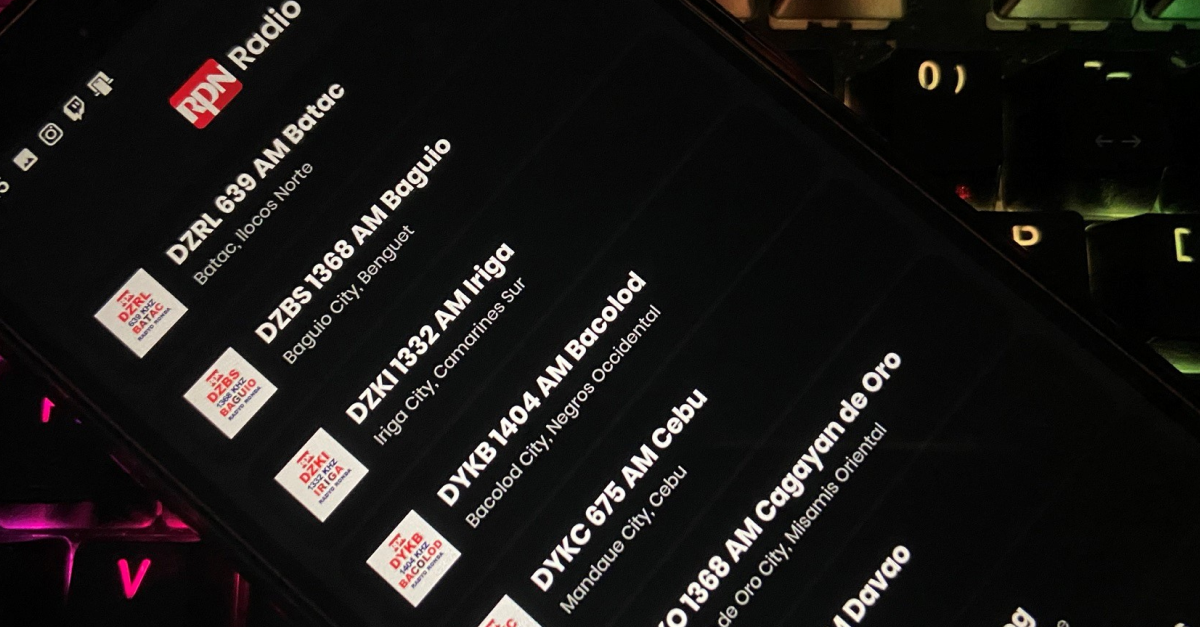 RPN Radio
DZRL 639 AM Batac
Batac, Ilocos Norte
DZRL
639 KHZ
BATAC
RADYO RONDA
DZBS 1368 AM Baguio
Baguio City, Benguet
DZBS
1368 KHZ
BAGUIO
RADYO RONDA
DZKI 1332 AM Iriga
Iriga City, Camarines Sur
DZKI
1332 KHZ
IRIGA
RADYO RONDA
DYKB 1404 AM Bacolod
Bacolod City, Negros Occidental
DYKB
1404 KHZ
BACOLOD
RADYO RONDA
DYKC 675 AM Cebu
Mandaue City, Cebu
O 1368 AM Cagayan de Oro
de Oro City, Misamis Oriental
Davao
0 )
[
V